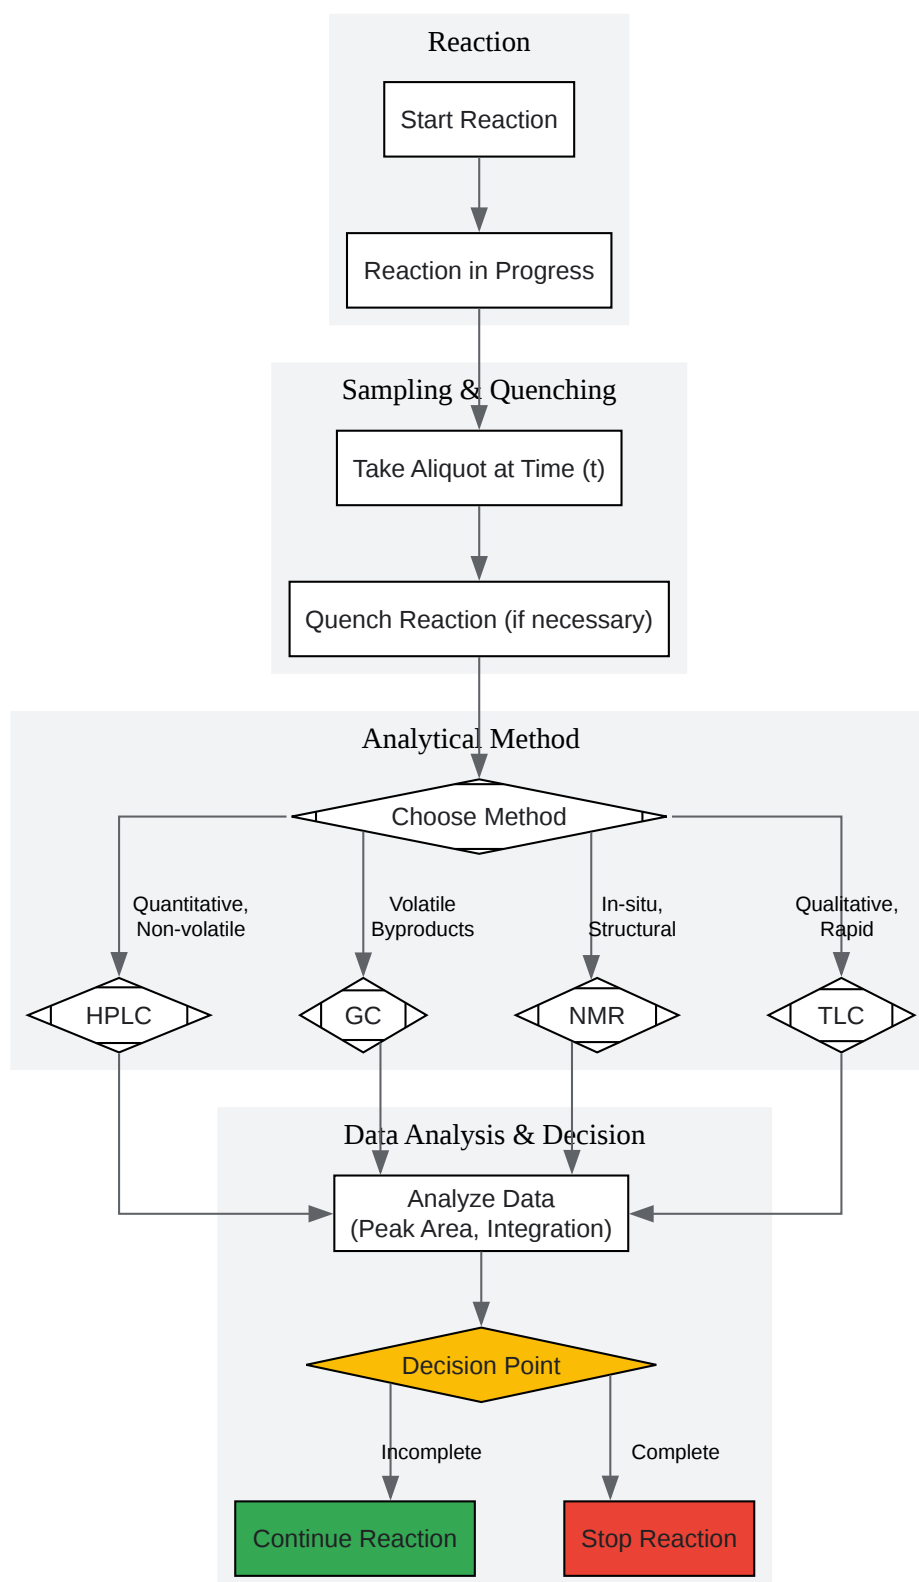 Reaction
Start Reaction
Reaction in Progress
Sampling & Quenching
Take Aliquot at Time (t)
Quench Reaction (if necessary)
Analytical Method
Choose Method
Quantitative,
Non-volatile
Volatile
Byproducts
In-situ,
Structural
Qualitative,
Rapid
HPLC
GC
NMR
TLC
Data Analysis & Decision
Analyze Data
(Peak Area, Integration)
Decision Point
Incomplete
Complete
Continue Reaction
Stop Reaction